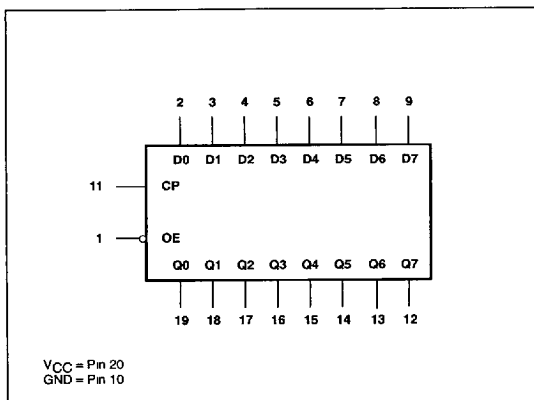 2 3 4 5 6 7 8 9
D0 D1 D2 D3 D4 D5 D6 D7
11 CP
1 OE
Q0 Q1 Q2 Q3 Q4 Q5 Q6 Q7
19 18 17 16 15 14 13 12
VCC = Pin 20
GND = Pin 10